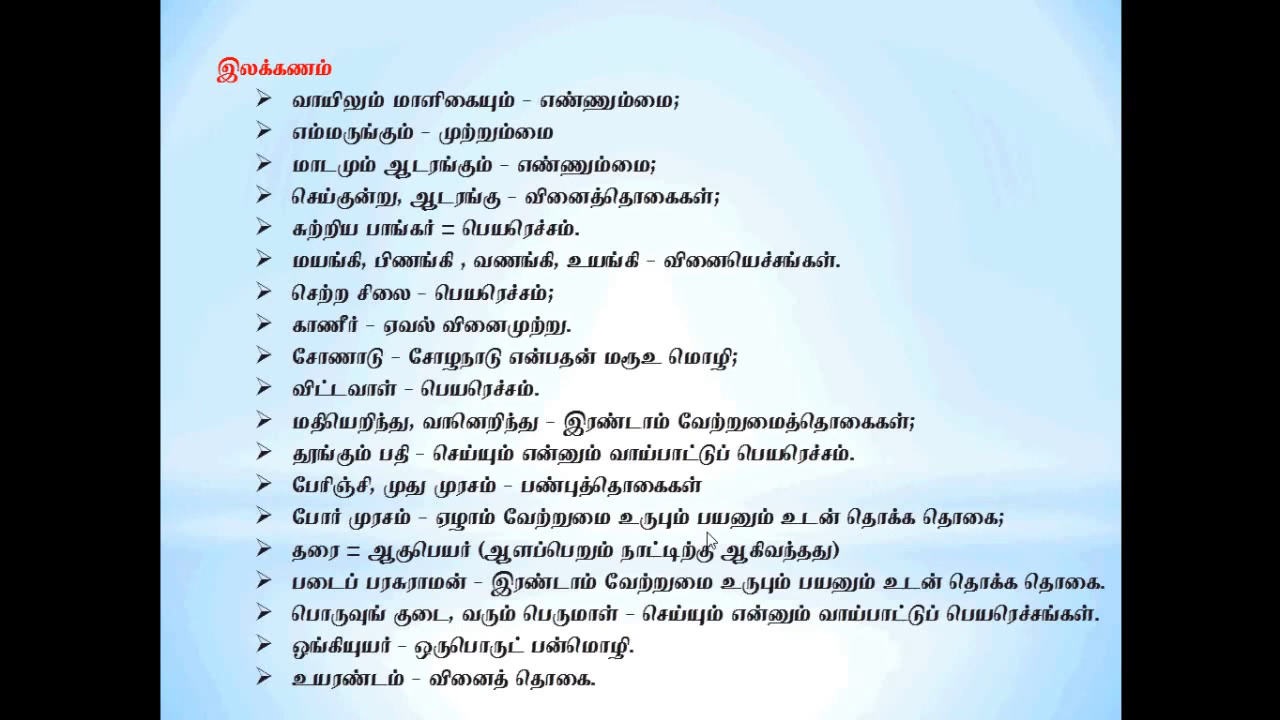 இலக்கணம்
வாயிலும் மாளிகையும் - எண்ணும்மை;
எம்மருங்கும் - முற்றும்மை
மாடமும் ஆடரங்கும் - எண்ணும்மை;
செய்குன்று, ஆடரங்கு - வினைத்தொகைகள்;
சுற்றிய பாங்கர் = பெயரெச்சம்.
மயங்கி, பிணங்கி , வணங்கி, உயங்கி - வினையெச்சங்கள்.
செற்ற சிலை - பெயரெச்சம்;
காணீர் - ஏவல் வினைமுற்று.
சோணாடு - சோழநாடு என்பதன் மரூஉ மொழி;
விட்டவாள் - பெயரெச்சம்.
மதியெறிந்து, வானெறிந்து - இரண்டாம் வேற்றுமைத்தொகைகள்;
தூங்கும் பதி - செய்யும் என்னும் வாய்பாட்டுப் பெயரெச்சம்.
பேரிஞ்சி, முது முரசம் - பண்புத்தொகைகள்
போர் முரசம் - ஏழாம் வேற்றுமை உருபும் பயனும் உடன் தொக்க தொகை;
தரை = ஆகுபெயர் (ஆளப்பெறும் நாட்டிற்கு ஆகிவந்தது)
படைப் பரசுராமன் - இரண்டாம் வேற்றுமை உருபும் பயனும் உடன் தொக்க தொகை.
பொருவுங் குடை, வரும் பெருமாள் - செய்யும் என்னும் வாய்பாட்டுப் பெயரெச்சங்கள்.
ஓங்கியுயர் - ஒருபொருட் பன்மொழி.
உயரண்டம் - வினைத் தொகை.